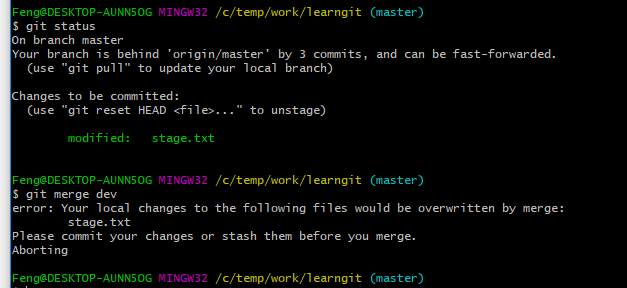 Feng@DESKTOP-AUNN5OG MINGW32 /c/temp/work/learngit (master)
$ git status
On branch master
Your branch is behind 'origin/master' by 3 commits, and can be fast-forwarded.
  (use "git pull" to update your local branch)

Changes to be committed:
  (use "git reset HEAD <file>..." to unstage)

        modified:   stage.txt

Feng@DESKTOP-AUNN5OG MINGW32 /c/temp/work/learngit (master)
$ git merge dev
error: Your local changes to the following files would be overwritten by merge:
        stage.txt
Please commit your changes or stash them before you merge.
Aborting

Feng@DESKTOP-AUNN5OG MINGW32 /c/temp/work/learngit (master)